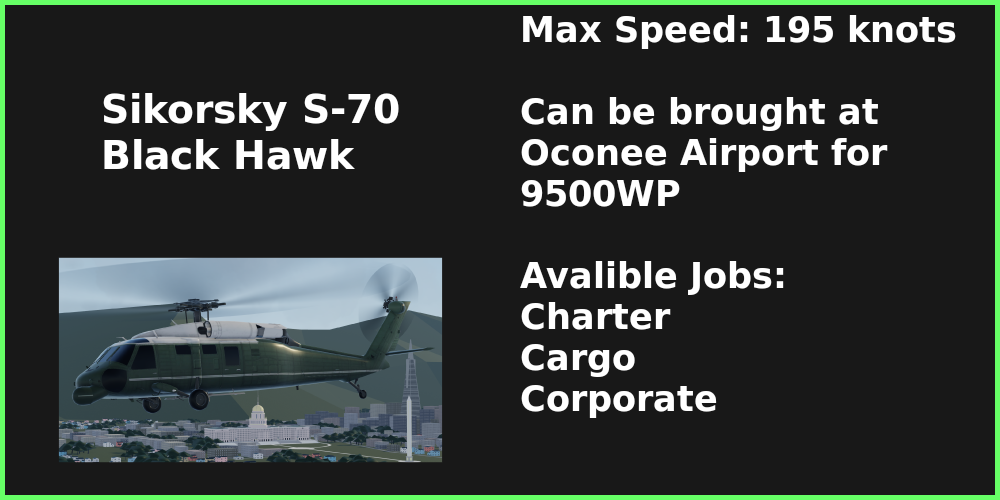 Sikorsky S-70
Black Hawk
Max Speed: 195 knots
Can be brought at
Oconee Airport for
9500WP
Avalible Jobs:
Charter
Cargo
Corporate